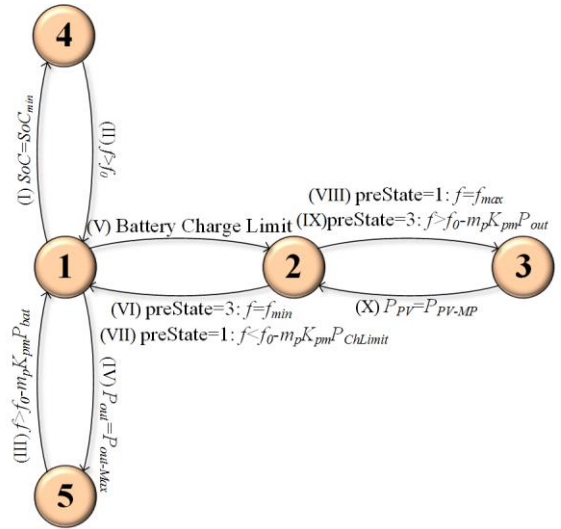 4
(I) SoC=SoCmin
(II) f>f0
(VIII) preState=1: f=fmax
(V) Battery Charge Limit
(IX)preState=3: f>f0-mpKpmPout
1
2
3
(VI) preState=3: f=fmin
(X) PPV=PPV-MP
(VII) preState=1: f<f0-mpKpmPChLimit
(III) f>f0-mpKpmPbat
(IV) Pout=Pout-Max
5